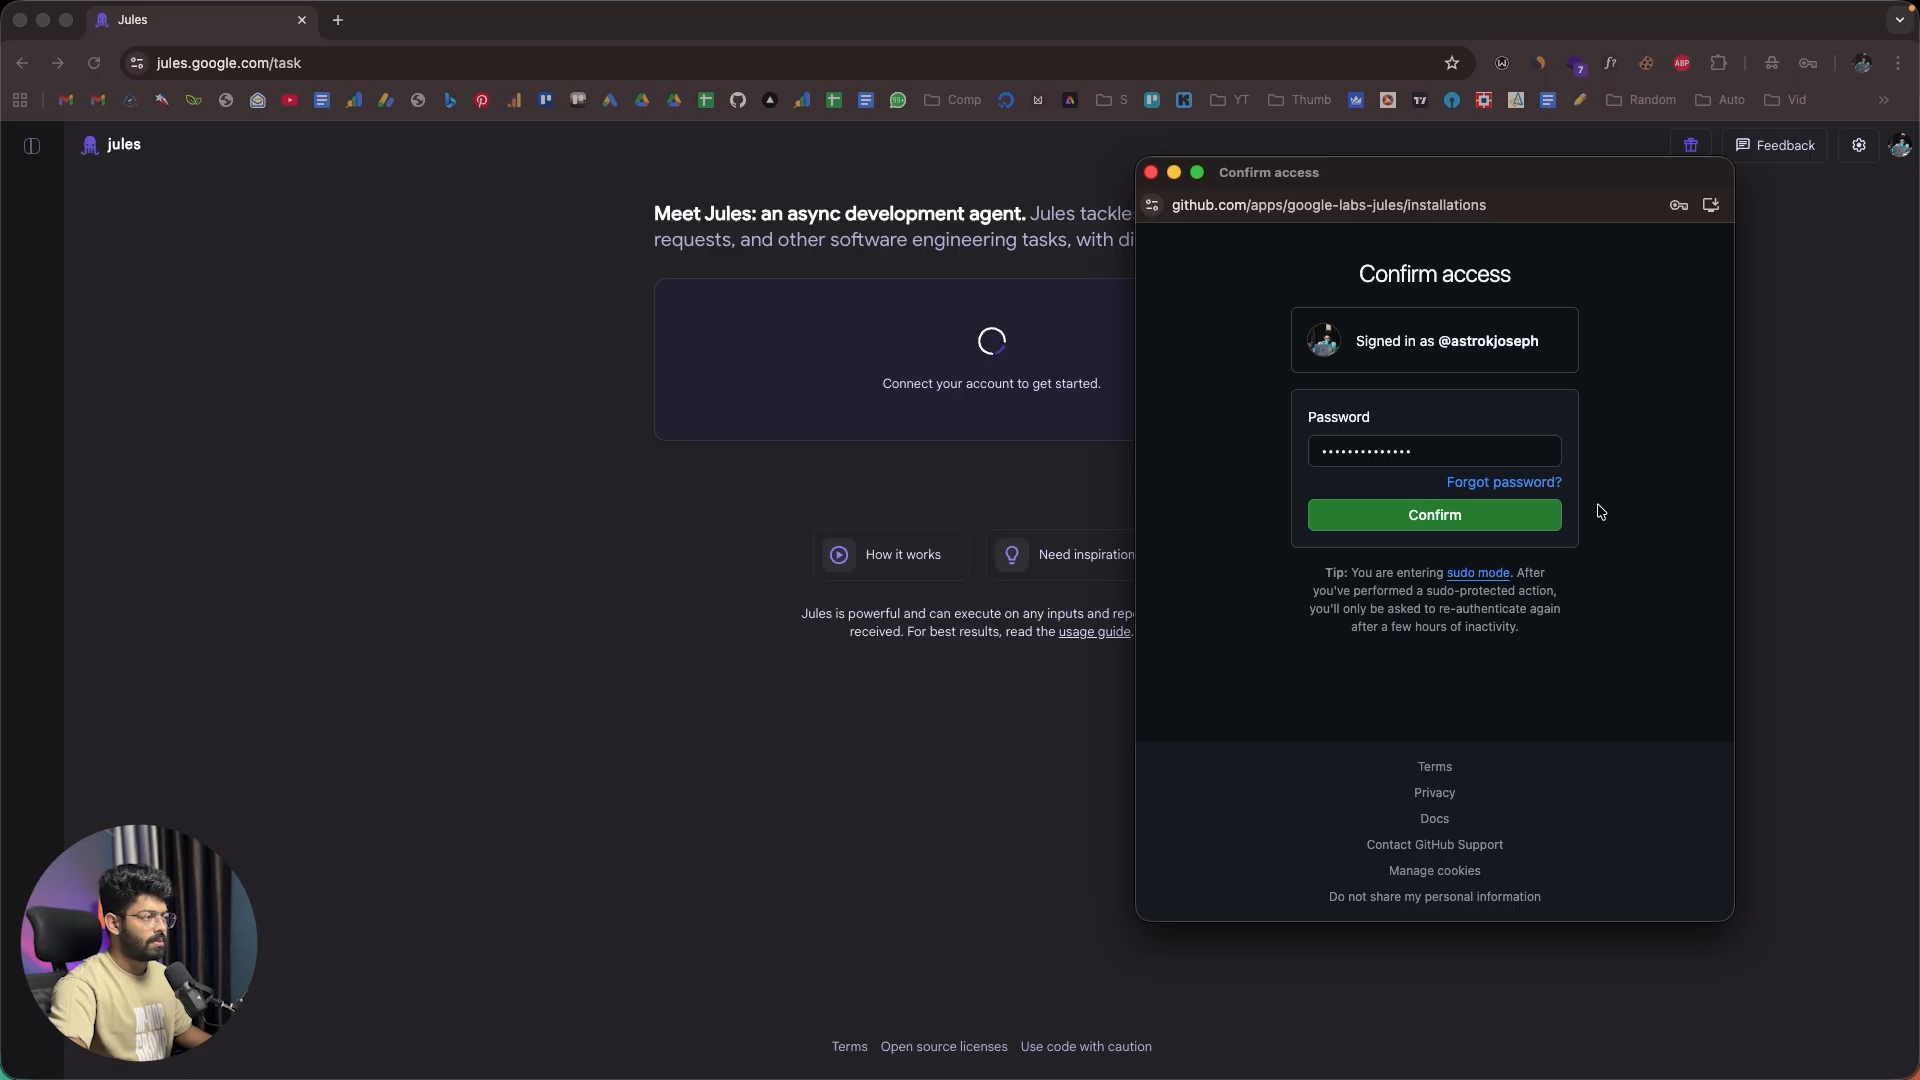 Jules
jules.google.com/task
7
ABP
Comp
S
YT
Thumb
Random
Auto
Vid
jules
Feedback
Meet Jules: an async development agent. Jules tackles
requests, and other software engineering tasks, with di
Connect your account to get started.
How it works
Need inspiration
Jules is powerful and can execute on any inputs and rep
received. For best results, read the usage guide.
Terms
Open source licenses
Use code with caution
Confirm access
github.com/apps/google-labs-jules/installations
Confirm access
Signed in as @astrokjoseph
Password
Forgot password?
Confirm
Tip: You are entering sudo mode. After
you've performed a sudo-protected action,
you'll only be asked to re-authenticate again
after a few hours of inactivity.
Terms
Privacy
Docs
Contact GitHub Support
Manage cookies
Do not share my personal information